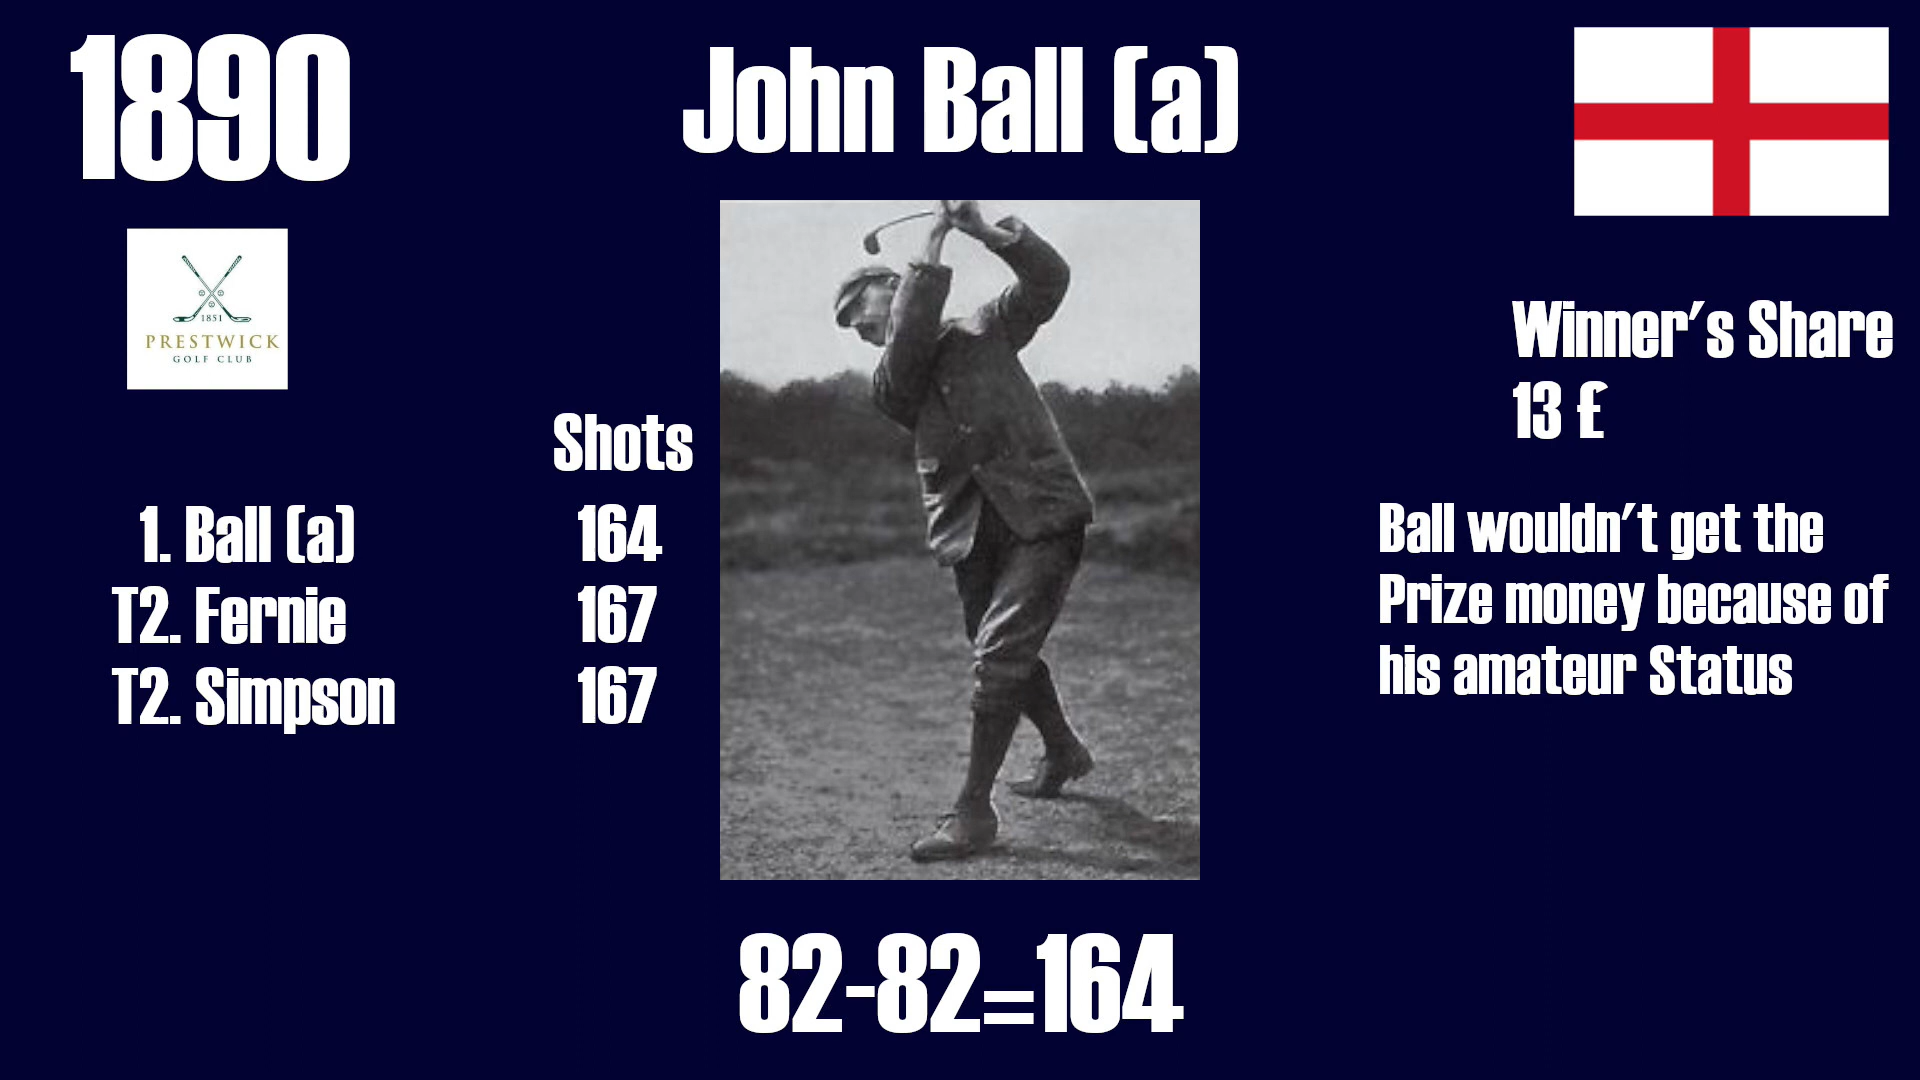 1890
John Ball (a)
1851
PRESTWICK
GOLF CLUB
Winner's Share
13 £
Shots
1. Ball (a) 164
T2. Fernie 167
T2. Simpson 167
Ball wouldn't get the
Prize money because of
his amateur Status
82-82=164